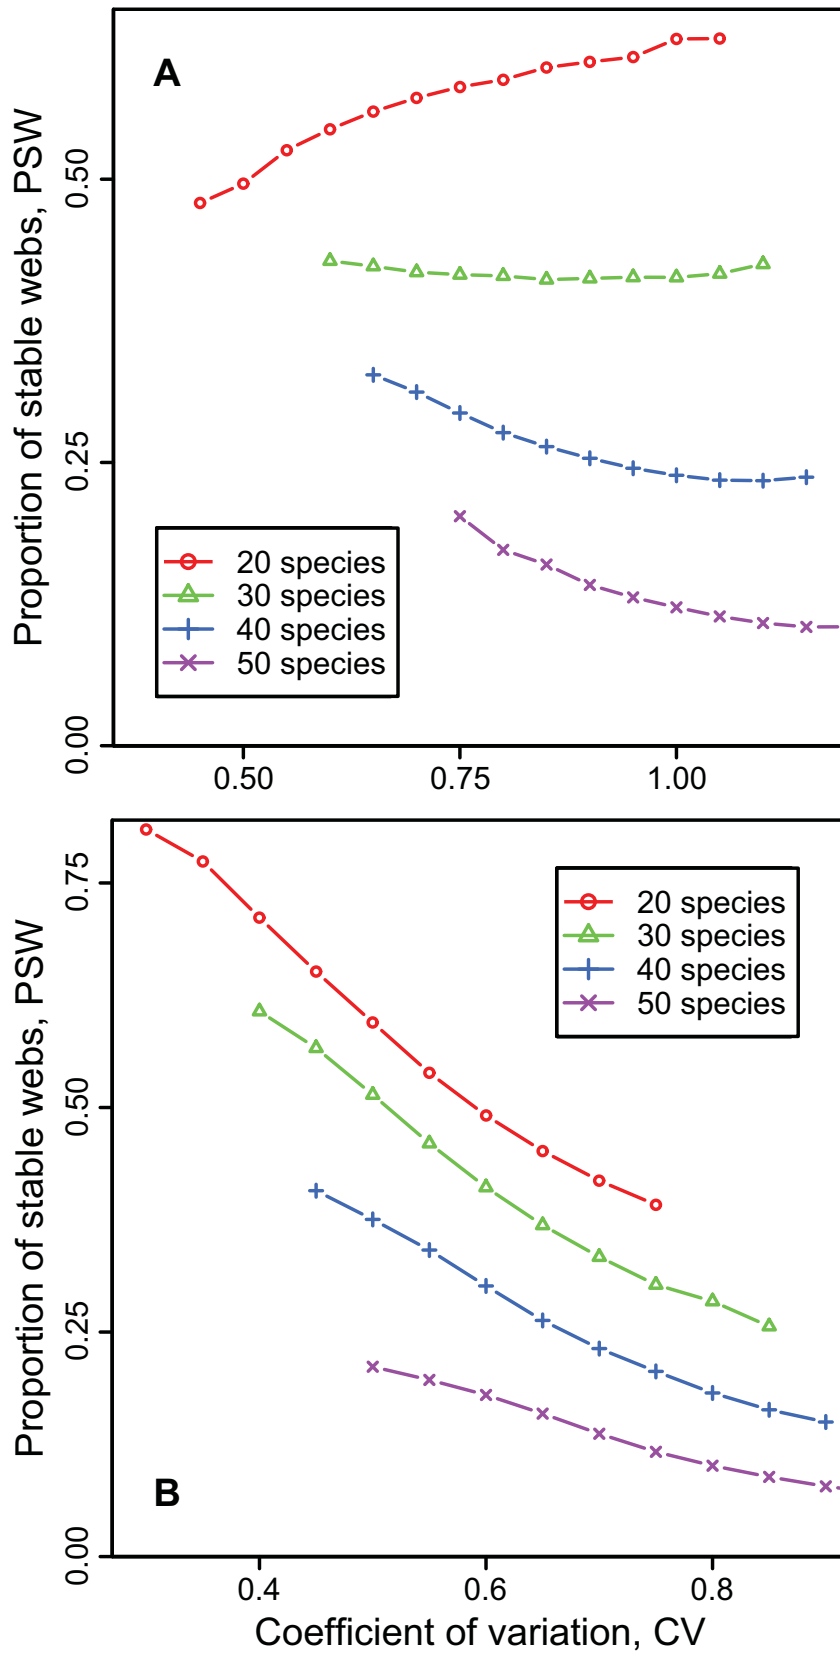 A
Proportion of stable webs, PSW
0.50
0.25
0.00
20 species
30 species
40 species
50 species
0.50 0.75 1.00
B
Proportion of stable webs, PSW
0.75
0.50
0.25
0.00
20 species
30 species
40 species
50 species
0.4 0.6 0.8
Coefficient of variation, CV